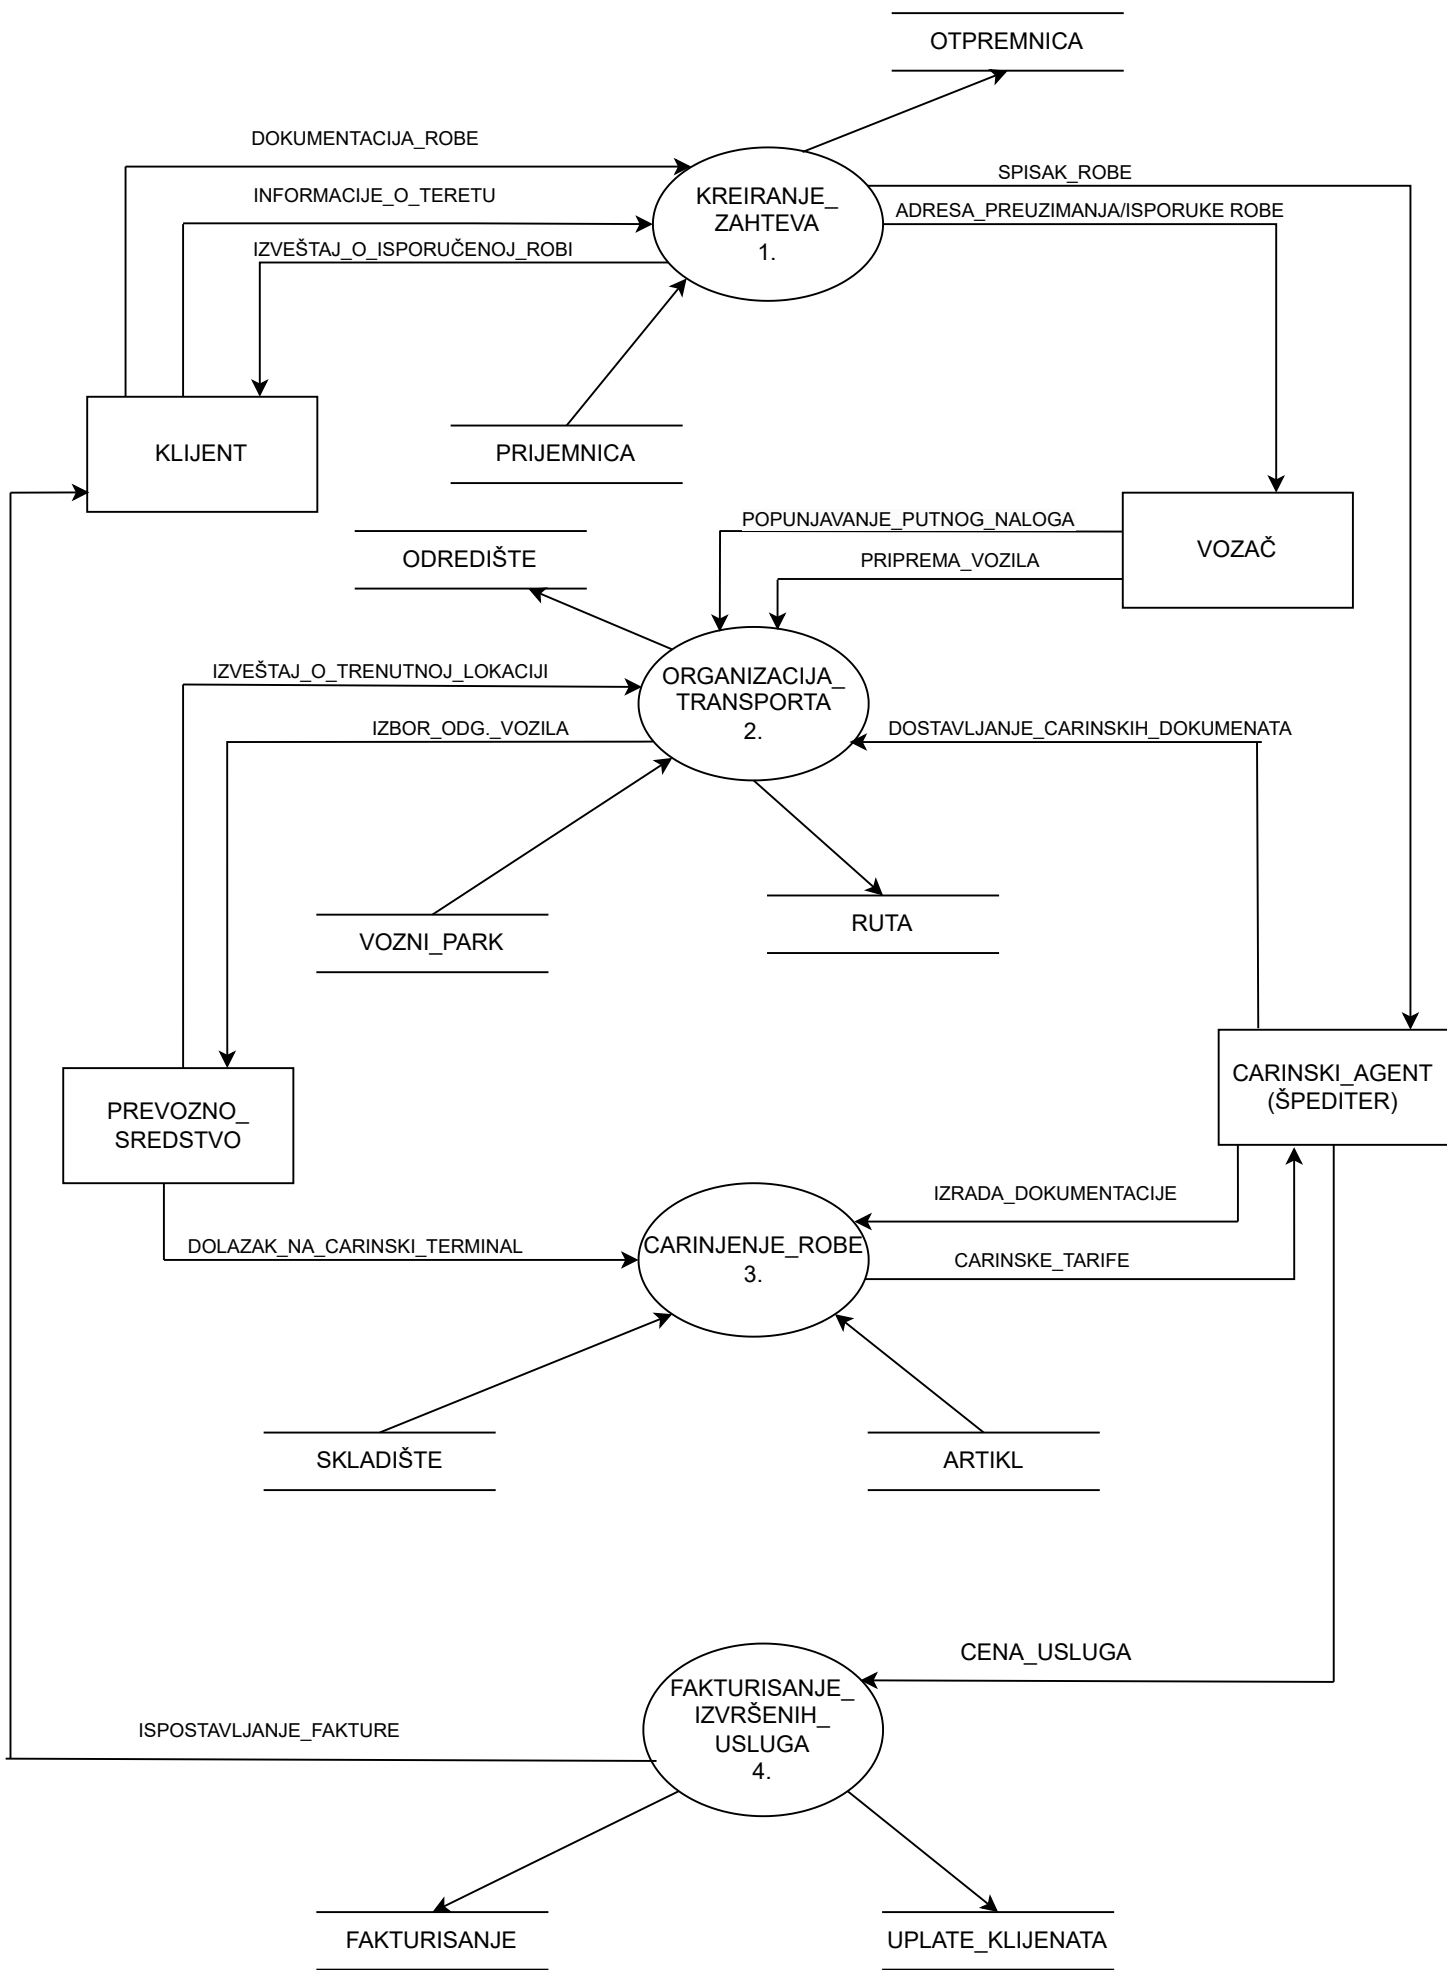 OTPREMNICA
DOKUMENTACIJA_ROBE
SPISAK_ROBE
INFORMACIJE_O_TERETU
KREIRANJE_
ZAHTEVA
1.
ADRESA_PREUZIMANJA/ISPORUKE ROBE
IZVEŠTAJ_O_ISPORUČENOJ_ROBI
KLIJENT
PRIJEMNICA
POPUNJAVANJE_PUTNOG_NALOGA
VOZAČ
ODREDIŠTE
PRIPREMA_VOZILA
IZVEŠTAJ_O_TRENUTNOJ_LOKACIJI
ORGANIZACIJA_
TRANSPORTA
2.
IZBOR_ODG._VOZILA
DOSTAVLJANJE_CARINSKIH_DOKUMENATA
VOZNI_PARK
RUTA
PREVOZNO_
SREDSTVO
CARINSKI_AGENT
(ŠPEDITER)
IZRADA_DOKUMENTACIJE
DOLAZAK_NA_CARINSKI_TERMINAL
CARINJENJE_ROBE
3.
CARINSKE_TARIFE
SKLADIŠTE
ARTIKL
CENA_USLUGA
FAKTURISANJE_
IZVRŠENIH_
USLUGA
4.
ISPOSTAVLJANJE_FAKTURE
FAKTURISANJE
UPLATE_KLIJENATA